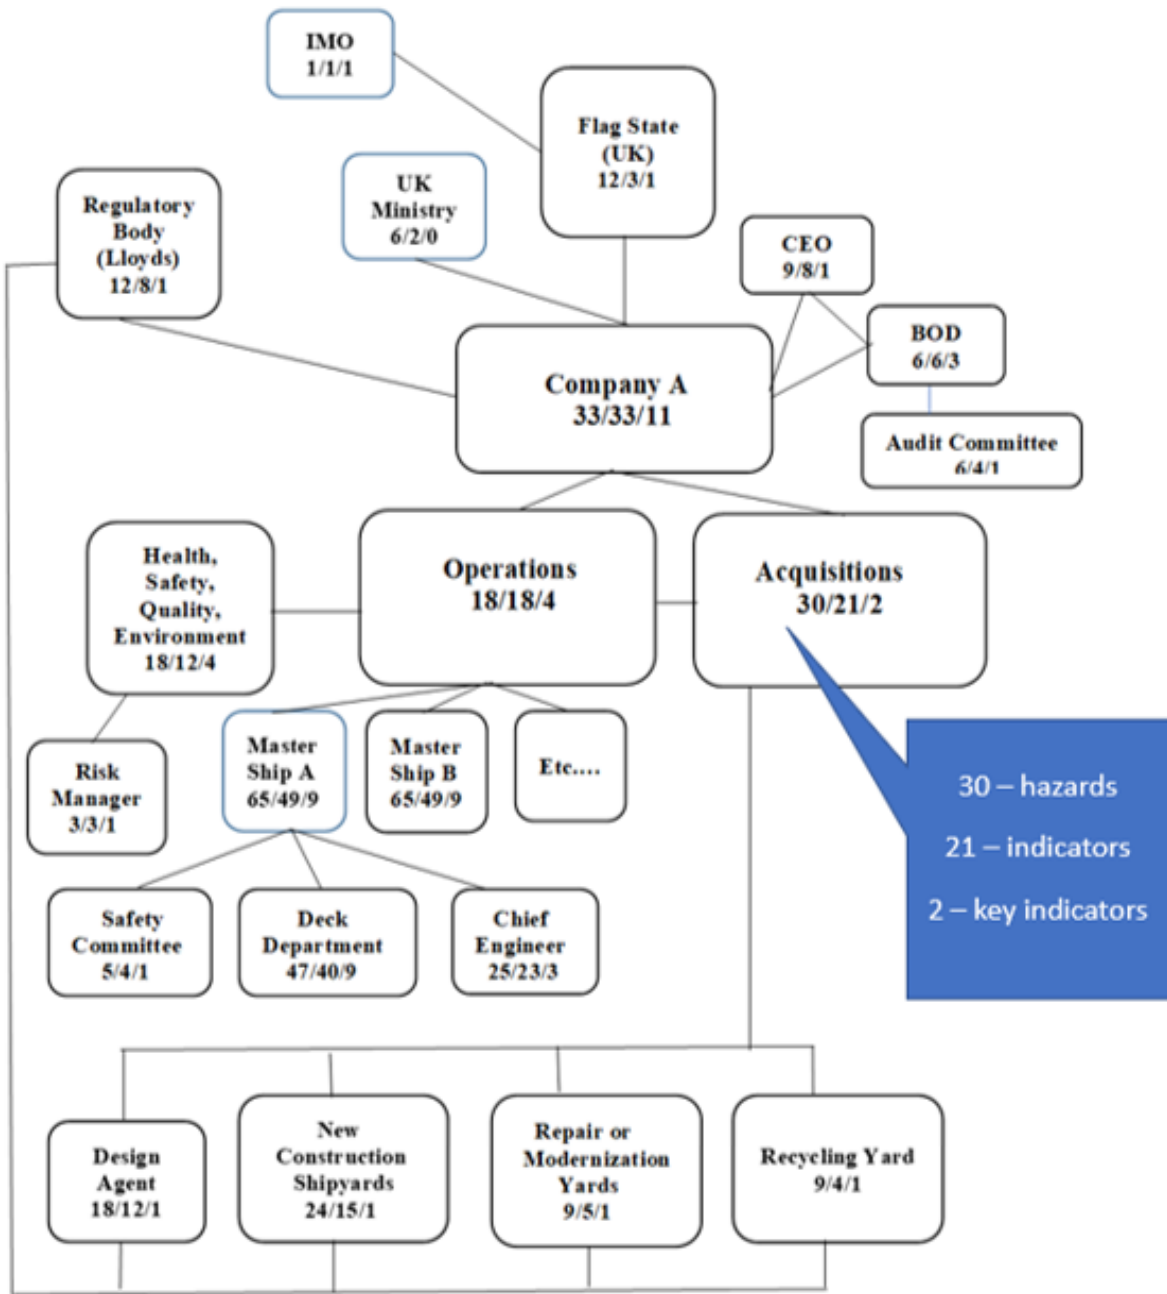 IMO
1/1/1
Flag State
(UK)
12/3/1
UK
Ministry
6/2/0
Regulatory
Body
(Lloyds)
12/8/1
CEO
9/8/1
BOD
6/6/3
Company A
33/33/11
Audit Committee
6/4/1
Health,
Safety,
Quality,
Environment
18/12/4
Operations
18/18/4
Acquisitions
30/21/2
Risk
Manager
3/3/1
Master
Ship A
65/49/9
Master
Ship B
65/49/9
Etc....
30 – hazards
21 – indicators
2 – key indicators
Safety
Committee
5/4/1
Deck
Department
47/40/9
Chief
Engineer
25/23/3
Design
Agent
18/12/1
New
Construction
Shipyards
24/15/1
Repair or
Modernization
Yards
9/5/1
Recycling Yard
9/4/1